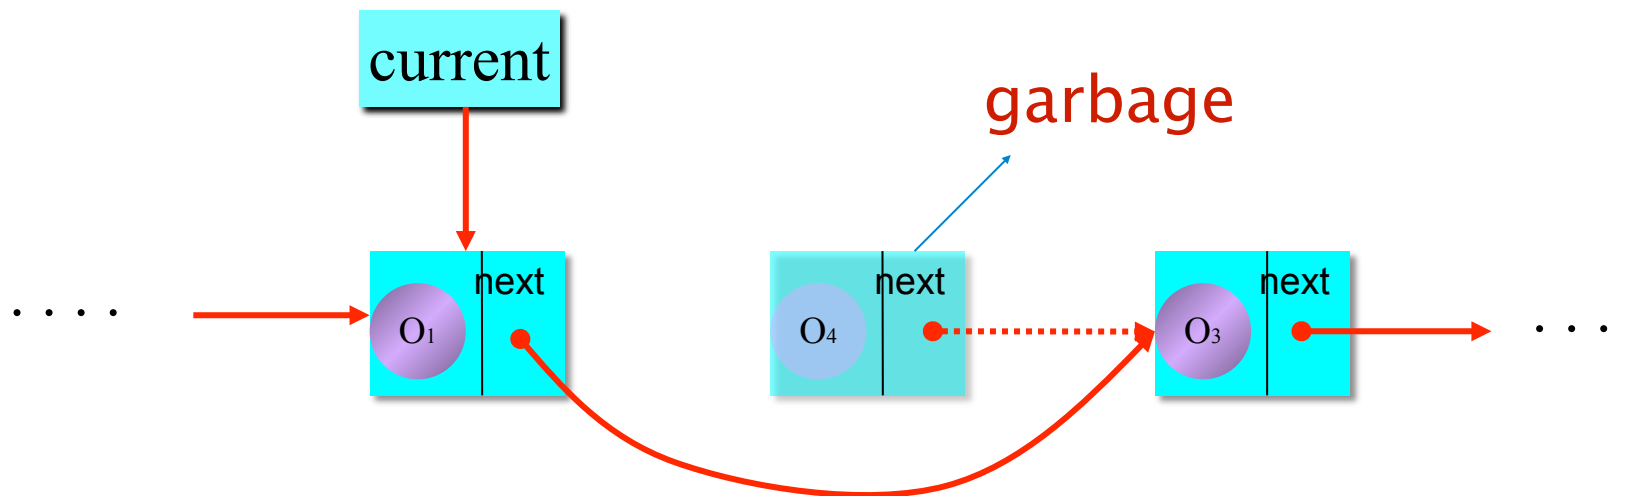 current
garbage
next
next
next
. . . .
O1
O4
O3
. . .